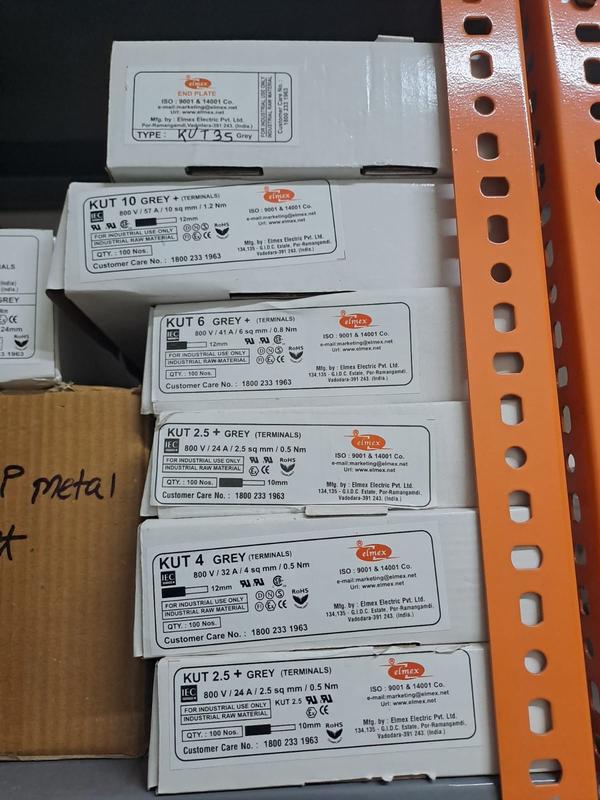 elmex
END PLATE
ISO : 9001 & 14001 Co.
e-mail:marketing@elmex.net
Url: www.elmex.net
Mfg. by : Elmex Electric Pvt. Ltd.
Por-Ramangamdi, Vadodara-391 243. (India.)
TYPE: KUT35 Grey
FOR INDUSTRIAL USE ONLY
INDUSTRIAL RAW MATERIAL
Customer Care No.:
1800 233 1963
KUT 10 GREY + (TERMINALS)
800 V / 57 A / 10 sq mm / 1.2 Nm
IEC
12mm
FOR INDUSTRIAL USE ONLY
INDUSTRIAL RAW MATERIAL
RoHS
QTY. : 100 Nos.
Customer Care No. : 1800 233 1963
elmex
ISO : 9001 & 14001 Co.
e-mail:marketing@elmex.net
Url: www.elmex.net
Mfg. by : Elmex Electric Pvt. Ltd.
134,135 - G.I.D.C. Estate, Por-Ramangamdi,
Vadodara-391 243. (India.)
KUT 6 GREY + (TERMINALS)
800 V / 41 A / 6 sq mm / 0.8 Nm
IEC
12mm
FOR INDUSTRIAL USE ONLY
INDUSTRIAL RAW-MATERIAL
RoHS
QTY. : 100 Nos.
Customer Care No. : 1800 233 1963
elmex
ISO : 9001 & 14001 Co.
e-mail:marketing@elmex.net
Url: www.elmex.net
Mfg. by : Elmex Electric Pvt. Ltd.
134,135 - G.I.D.C. Estate, Por-Ramangamdi,
Vadodara-391 243. (India.)
KUT 2.5 + GREY (TERMINALS)
800 V / 24 A / 2.5 sq mm / 0.5 Nm
IEC
FOR INDUSTRIAL USE ONLY
INDUSTRIAL RAW MATERIAL
RoHS
QTY. : 100 Nos.
10mm
Customer Care No. : 1800 233 1963
elmex
ISO : 9001 & 14001 Co.
e-mail:marketing@elmex.net
Url: www.elmex.net
Mfg. by : Elmex Electric Pvt. Ltd.
134,135 - G.I.D.C. Estate, Por-Ramangamdi,
Vadodara-391 243. (India.)
KUT 4 GREY (TERMINALS)
800 V / 32 A / 4 sq mm / 0.5 Nm
IEC
12mm
FOR INDUSTRIAL USE ONLY
INDUSTRIAL RAW MATERIAL
RoHS
QTY. : 100 Nos.
Customer Care No. : 1800 233 1963
elmex
ISO : 9001 & 14001 Co.
e-mail:marketing@elmex.net
Url: www.elmex.net
Mfg. by : Elmex Electric Pvt. Ltd.
134,135 - G.I.D.C. Estate, Por-Ramangamdi,
Vadodara-391 243. (India.)
KUT 2.5 + GREY (TERMINALS)
800 V / 24 A / 2.5 sq mm / 0.5 Nm
IEC
KUT 2.5
FOR INDUSTRIAL USE ONLY
INDUSTRIAL RAW MATERIAL
RoHS
QTY. : 100 Nos.
10mm
Customer Care No. : 1800 233 1963
elmex
ISO : 9001 & 14001 Co.
e-mail:marketing@elmex.net
Url: www.elmex.net
Mfg. by : Elmex Electric Pvt. Ltd.
134,135 - G.I.D.C. Estate, Por-Ramangamdi,
Vadodara-391 243. (India.)
GREY
24mm
RoHS
3 1963
P metal